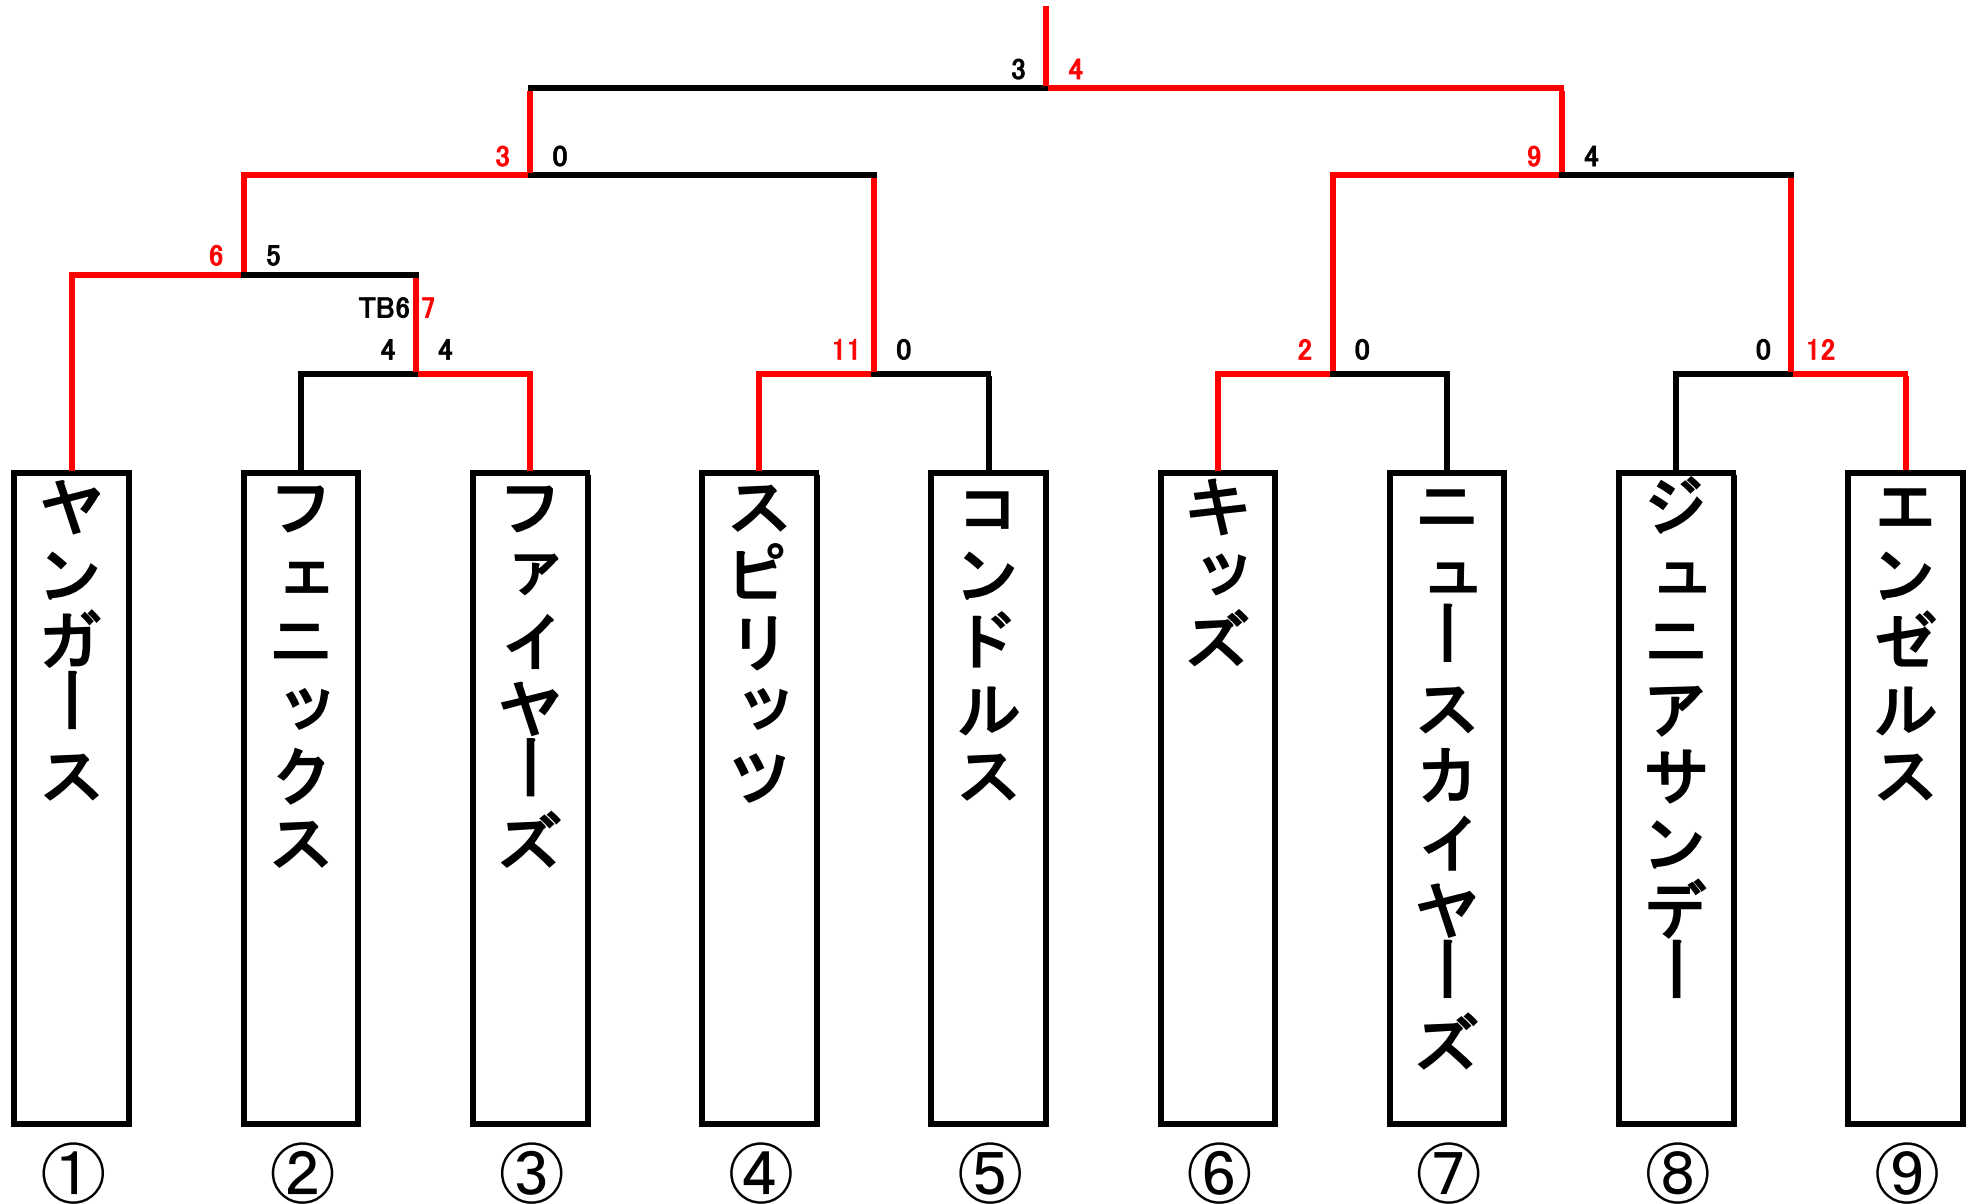 3 4
3 0
9 4
6 5
TB6 7
4 4
11 0
2 0
0 12
ヤンガース
フェニックス
ファイヤーズ
スピリッツ
コンドルス
キッズ
ニュースカイヤーズ
ジュニアサンデー
エンゼルス
① ② ③ ④ ⑤ ⑥ ⑦ ⑧ ⑨